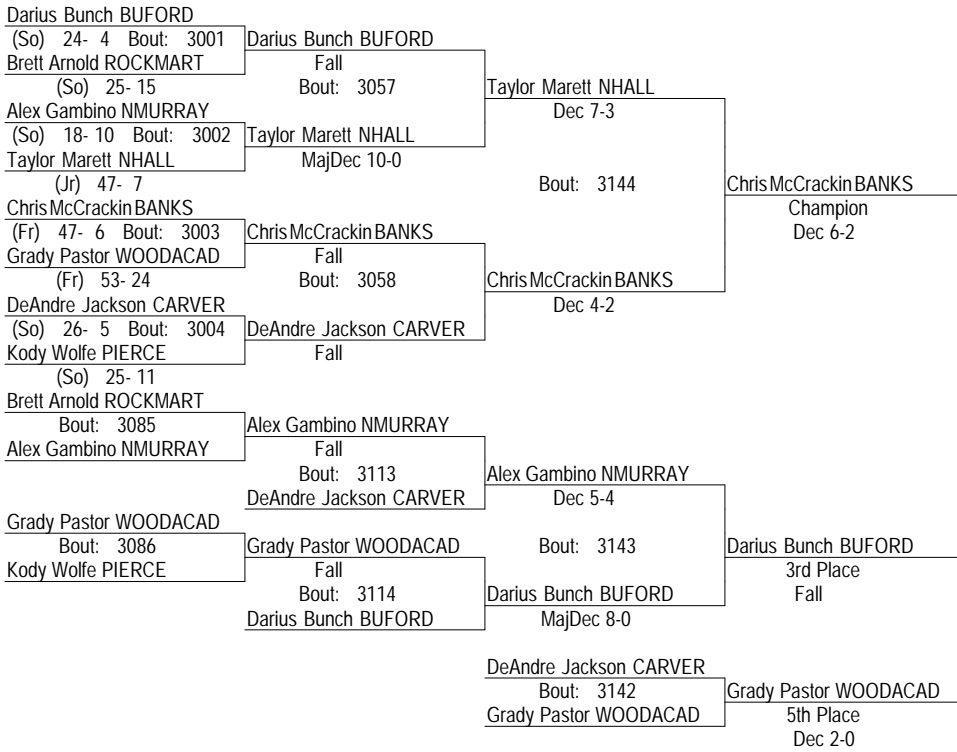 Darius Bunch BUFORD
(So) 24- 4 Bout: 3001 Darius Bunch BUFORD
Brett Arnold ROCKMART Fall
(So) 25- 15 Bout: 3057 Taylor Marett NHALL
Alex Gambino NMURRAY Dec 7-3
(So) 18- 10 Bout: 3002 Taylor Marett NHALL
Taylor Marett NHALL MajDec 10-0
(Jr) 47- 7 Bout: 3144 Chris McCrackin BANKS
Chris McCrackin BANKS Champion
(Fr) 47- 6 Bout: 3003 Chris McCrackin BANKS Dec 6-2
Grady Pastor WOODACAD Fall
(Fr) 53- 24 Bout: 3058 Chris McCrackin BANKS
DeAndre Jackson CARVER Dec 4-2
(So) 26- 5 Bout: 3004 DeAndre Jackson CARVER
Kody Wolfe PIERCE Fall
(So) 25- 11
Brett Arnold ROCKMART
Bout: 3085 Alex Gambino NMURRAY
Alex Gambino NMURRAY Fall
Bout: 3113 Alex Gambino NMURRAY
DeAndre Jackson CARVER Dec 5-4
Grady Pastor WOODACAD
Bout: 3086 Grady Pastor WOODACAD Bout: 3143 Darius Bunch BUFORD
Kody Wolfe PIERCE Fall 3rd Place
Bout: 3114 Darius Bunch BUFORD Fall
Darius Bunch BUFORD MajDec 8-0
DeAndre Jackson CARVER
Bout: 3142 Grady Pastor WOODACAD
Grady Pastor WOODACAD 5th Place
Dec 2-0